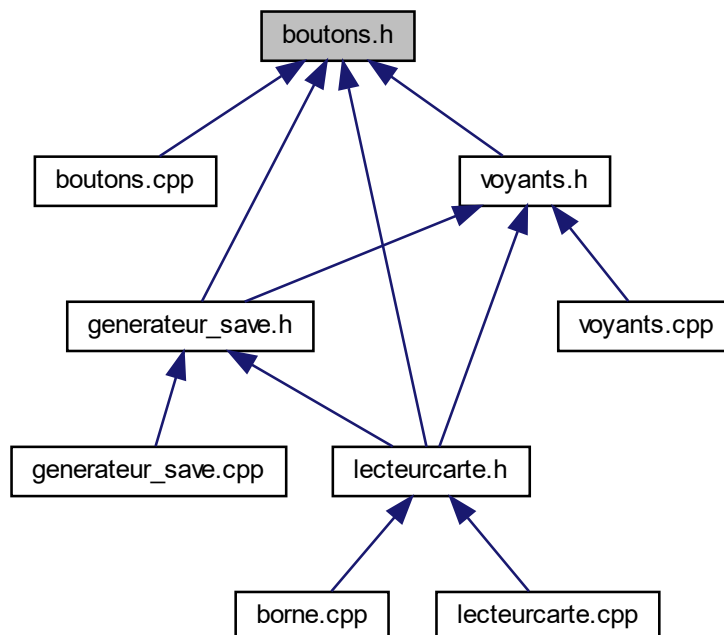 boutons.h
boutons.cpp
voyants.h
generateur_save.h
voyants.cpp
generateur_save.cpp
lecteurcarte.h
borne.cpp
lecteurcarte.cpp